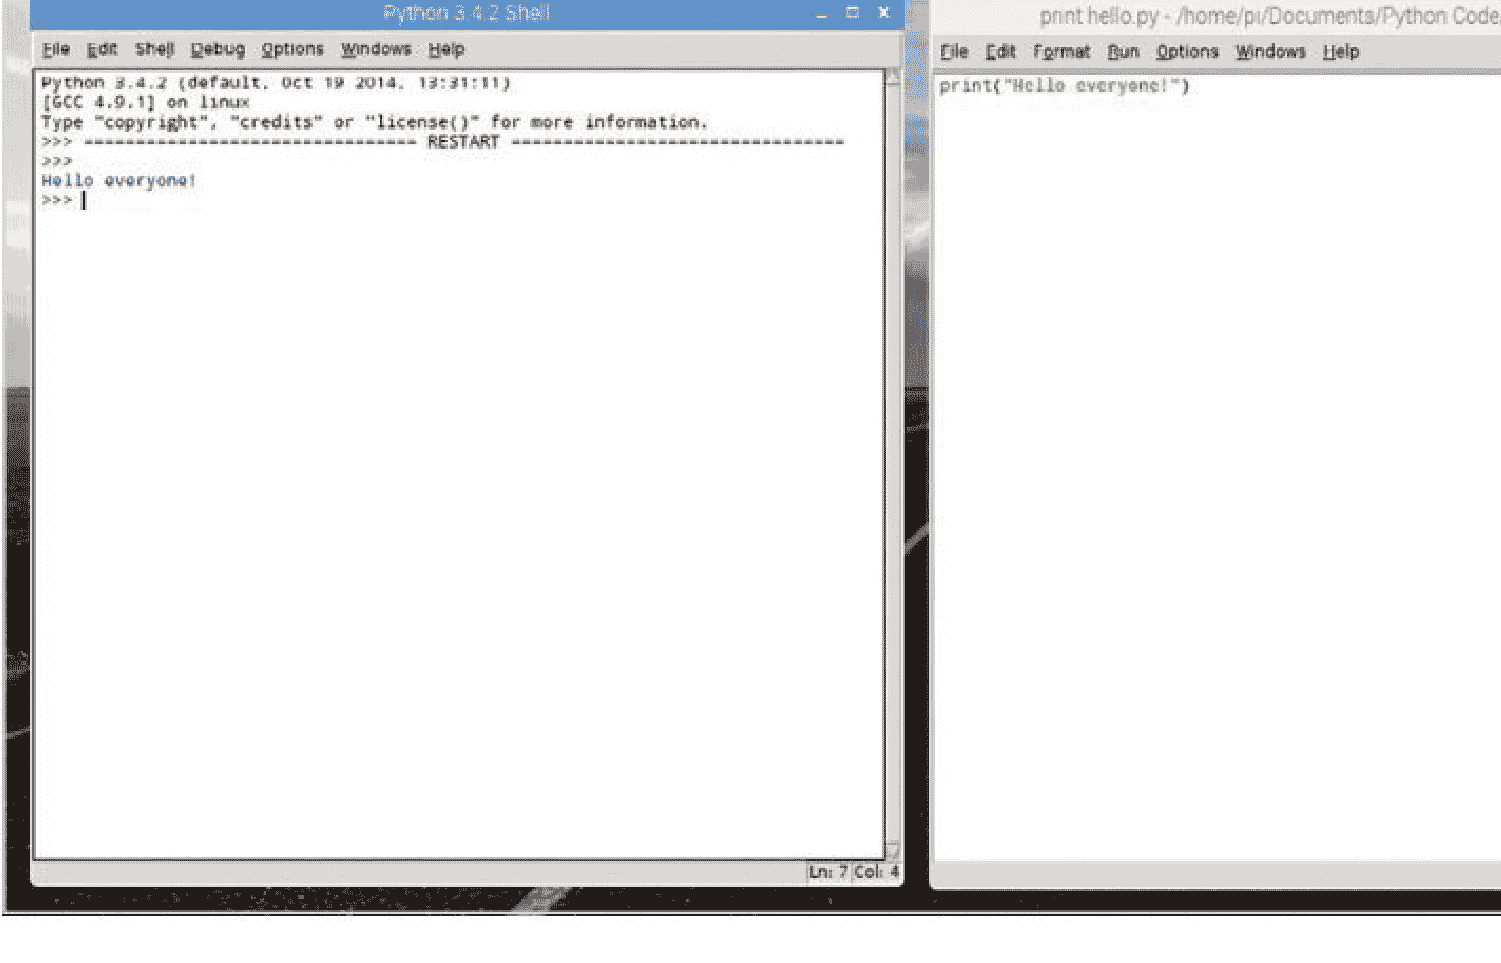 Python 3.4.2 Shell
File Edit Shell Debug Options Windows Help
Python 3.4.2 (default, Oct 19 2014, 13:31:11)
[GCC 4.9.1] on linux
Type "copyright", "credits" or "license()" for more information.
>>> ================================ RESTART ================================
>>>
Hello everyone!
>>>
Ln: 7 Col: 4
print hello.py - /home/pi/Documents/Python Code
File Edit Format Run Options Windows Help
print("Hello everyone!")